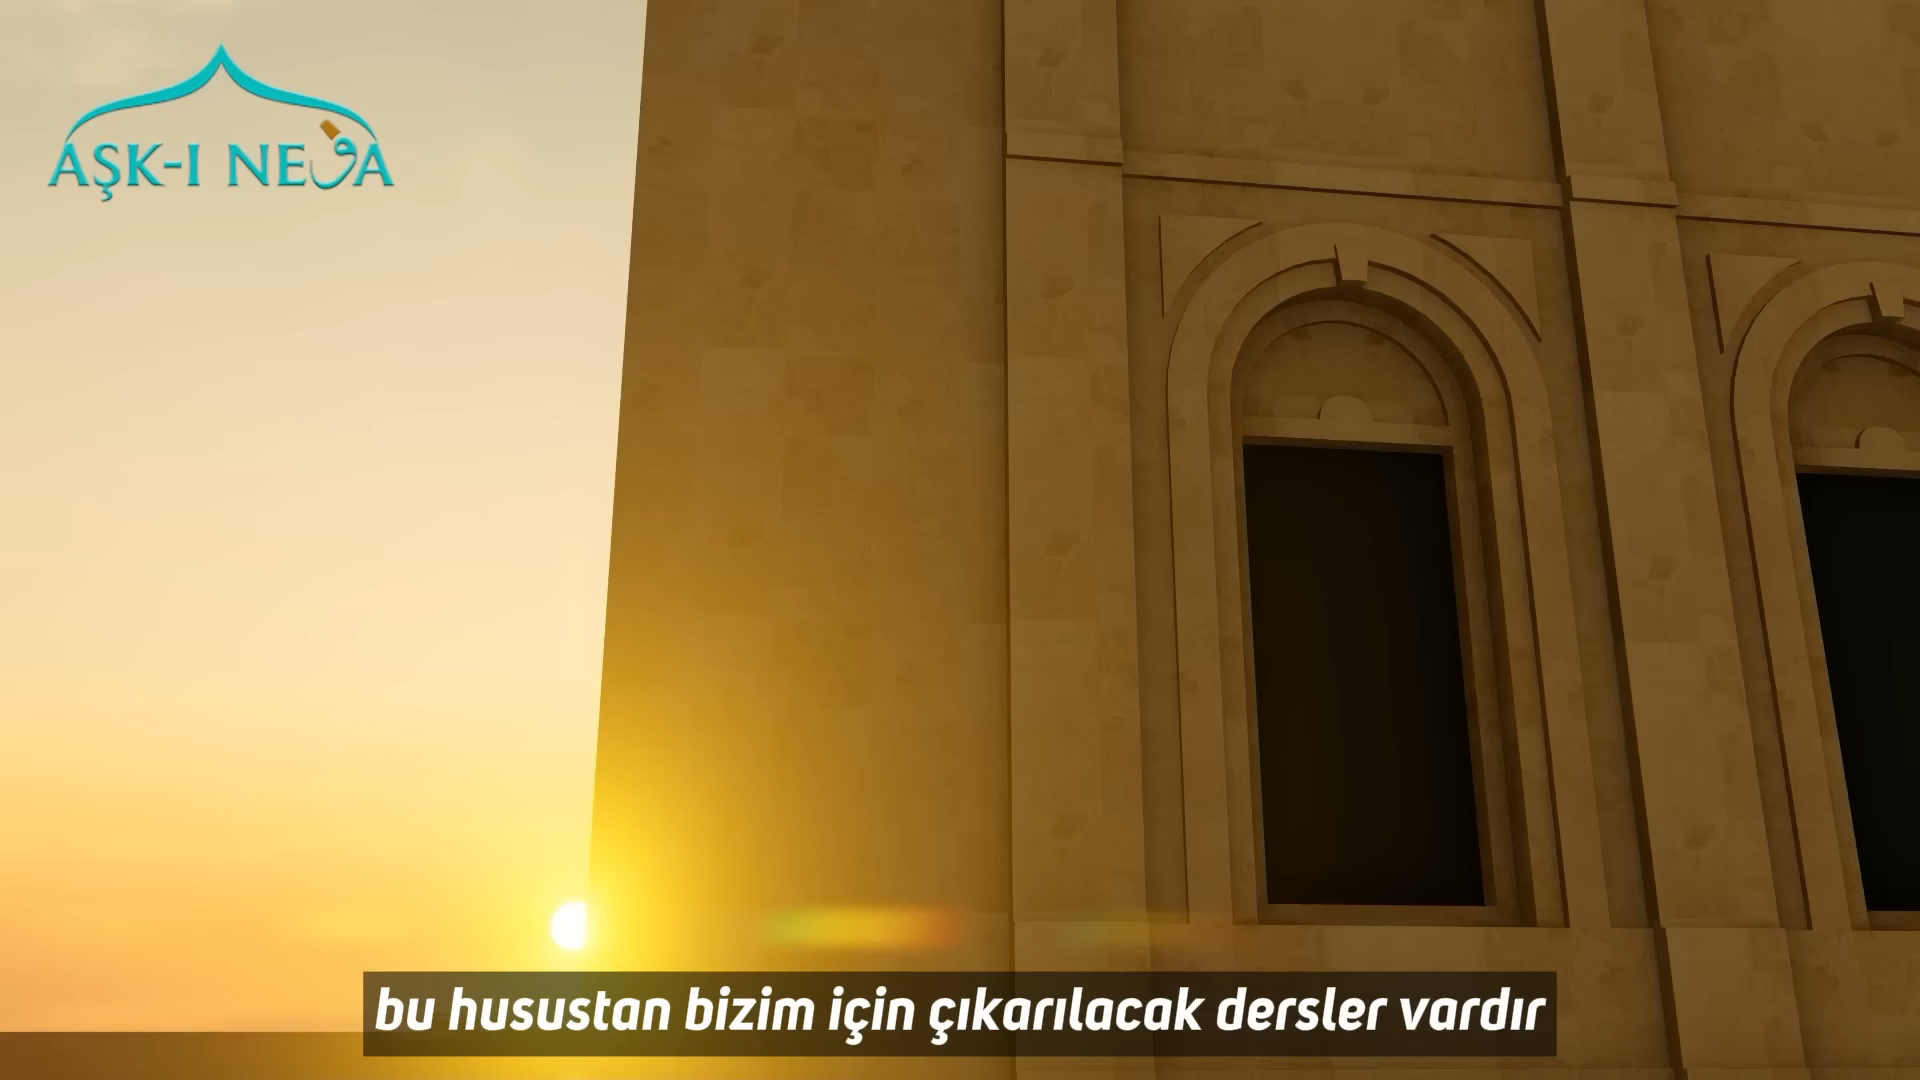 AŞK-I NEVA
bu husustan bizim için çıkarılacak dersler vardır